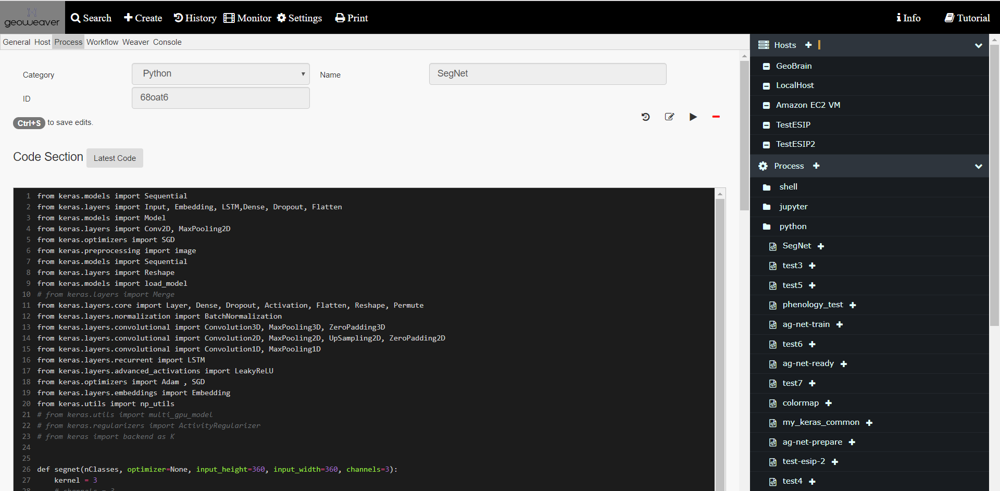 geoweaver Search Create History Monitor Settings Print Info Tutorial
General Host Process Workflow Weaver Console
Category Python Name SegNet
ID 68oat6
Ctrl+S to save edits.
Code Section Latest Code
1 from keras.models import Sequential
2 from keras.layers import Input, Embedding, LSTM,Dense, Dropout, Flatten
3 from keras.models import Model
4 from keras.layers import Conv2D, MaxPooling2D
5 from keras.optimizers import SGD
6 from keras.preprocessing import image
7 from keras.models import Sequential
8 from keras.layers import Reshape
9 from keras.models import load_model
10 # from keras.layers import Merge
11 from keras.layers.core import Layer, Dense, Dropout, Activation, Flatten, Reshape, Permute
12 from keras.layers.normalization import BatchNormalization
13 from keras.layers.convolutional import Convolution3D, MaxPooling3D, ZeroPadding3D
14 from keras.layers.convolutional import Convolution2D, MaxPooling2D, UpSampling2D, ZeroPadding2D
15 from keras.layers.convolutional import Convolution1D, MaxPooling1D
16 from keras.layers.recurrent import LSTM
17 from keras.layers.advanced_activations import LeakyReLU
18 from keras.optimizers import Adam , SGD
19 from keras.layers.embeddings import Embedding
20 from keras.utils import np_utils
21 # from keras.utils import multi_gpu_model
22 # from keras.regularizers import ActivityRegularizer
23 # from keras import backend as K
24
25
26 def segnet(nClasses, optimizer=None, input_height=360, input_width=360, channels=3):
27 kernel = 3
28 # channels = 3
Hosts
GeoBrain
LocalHost
Amazon EC2 VM
TestESIP
TestESIP2
Process
shell
jupyter
python
SegNet
test3
test5
phenology_test
ag-net-train
test6
ag-net-ready
test7
colormap
my_keras_common
ag-net-prepare
test-esip-2
test4